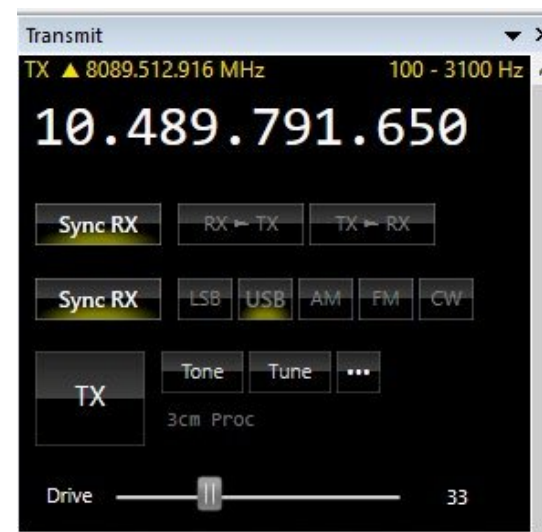 Transmit
TX ▲ 8089.512.916 MHz 100 - 3100 Hz
10.489.791.650
Sync RX RX ► TX TX ► RX
Sync RX LSB USB AM FM CW
TX Tone Tune •••
3cm Proc
Drive 33